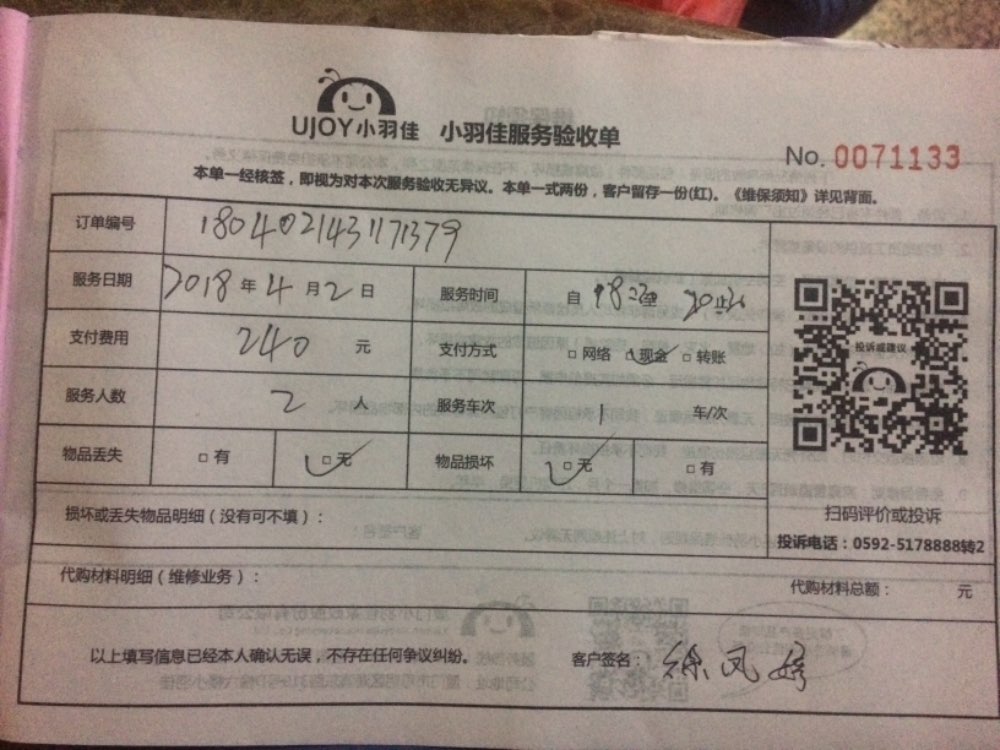 UJOY小羽佳 小羽佳服务验收单
No. 0071133
本单一经核签，即视为对本次服务验收无异议。本单一式两份，客户留存一份(红)。《维保须知》详见背面。
订单编号 1804021431171379
服务日期 2018年4月2日 服务时间 自 至
支付费用 240 元 支付方式 □网络 现金 □转账
服务人数 2 人 服务车次 1 车/次
物品丢失 □有 □无 物品损坏 □无 □有
投诉或建议
扫码评价或投诉
投诉电话：0592-5178888转2
损坏或丢失物品明细（没有可不填）：
代购材料明细（维修业务）： 代购材料总额： 元
以上填写信息已经本人确认无误，不存在任何争议纠纷。 客户签名： 徐凤婷